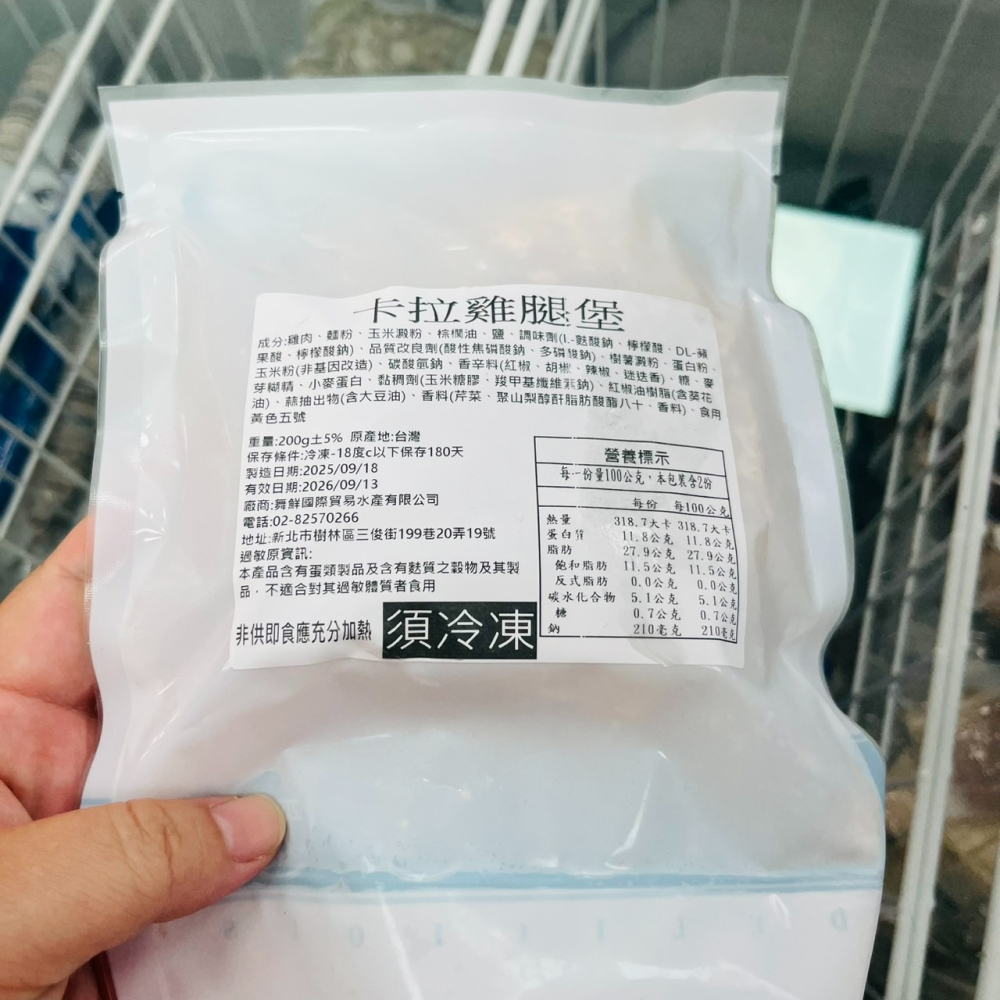 卡拉雞腿堡
成分:雞肉、麵粉、玉米澱粉、棕櫚油、鹽、調味劑(L-麩酸鈉、檸檬酸、DL-蘋
果酸、檸檬酸鈉)、品質改良劑(酸性焦磷酸鈉、多磷酸鈉)、樹薯澱粉、蛋白粉、
玉米粉(非基因改造)、碳酸氫鈉、香辛料(紅椒、胡椒、辣椒、迷迭香)、糖、麥
芽糊精、小麥蛋白、黏稠劑(玉米糖膠、羧甲基纖維素鈉)、紅椒油樹脂(含葵花
油)、蒜抽出物(含大豆油)、香料(芹菜、聚山梨醇酐脂肪酸酯八十、香料)、食用
黃色五號
重量:200g±5% 原產地:台灣
保存條件:冷凍-18度c以下保存180天
製造日期:2025/09/18
有效日期:2026/09/13
廠商:舞鮮國際貿易水產有限公司
電話:02-82570266
地址:新北市樹林區三俊街199巷20弄19號
過敏原資訊:
本產品含有蛋類製品及含有麩質之穀物及其製
品，不適合對其過敏體質者食用
非供即食應充分加熱 須冷凍
營養標示
每一份量100公克，本包裝含2份
每份 每100公克
熱量 318.7大卡 318.7大卡
蛋白質 11.8公克 11.8公克
脂肪 27.9公克 27.9公克
飽和脂肪 11.5公克 11.5公克
反式脂肪 0.0公克 0.0公克
碳水化合物 5.1公克 5.1公克
糖 0.7公克 0.7公克
鈉 210毫克 210毫克